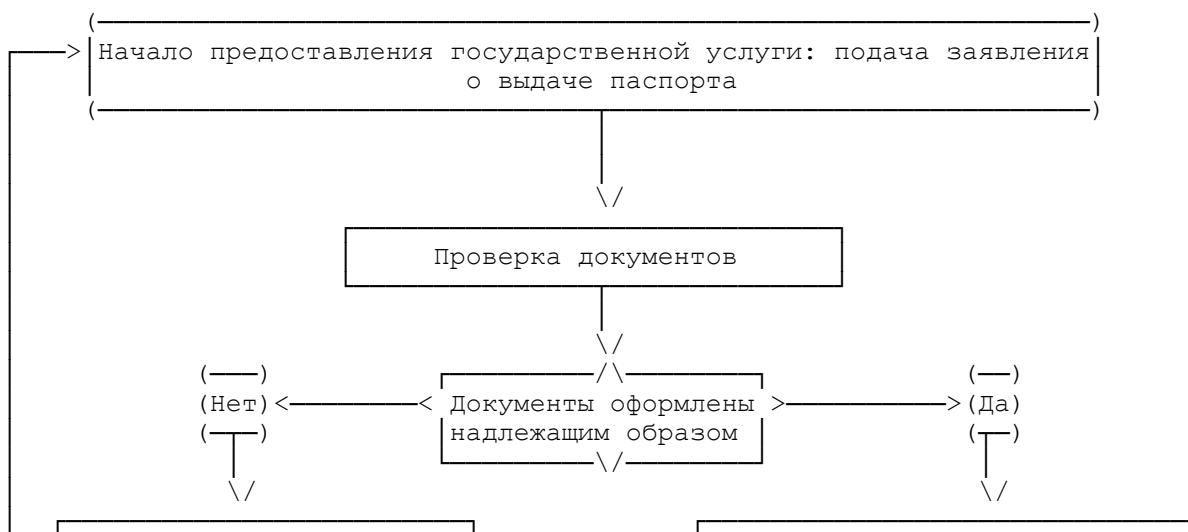 Начало предоставления государственной услуги: подача заявления
о выдаче паспорта
Проверка документов
(Нет) Документы оформлены (Да)
надлежащим образом